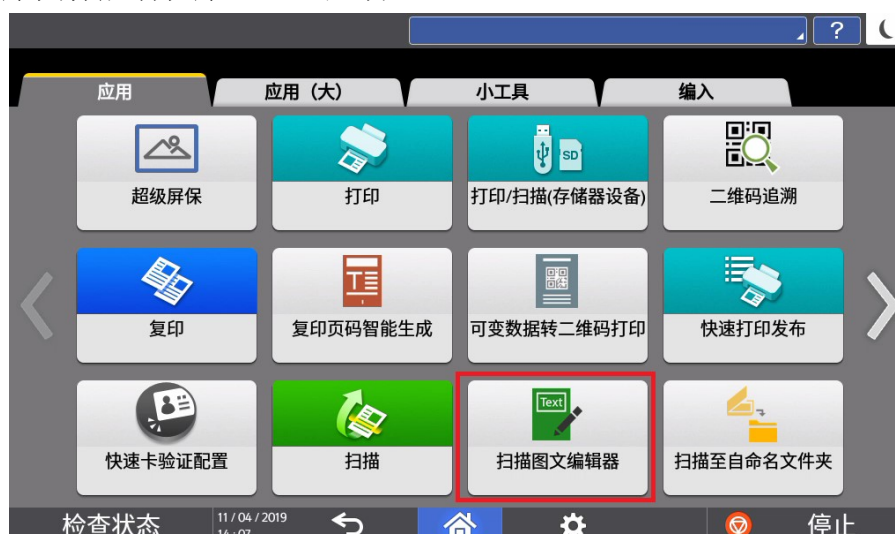 ?
应用
应用（大）
小工具
编入
SD
超级屏保
打印
打印/扫描(存储器设备)
二维码追溯
T
复印
复印页码智能生成
可变数据转二维码打印
快速打印发布
Text
快速卡验证配置
扫描
扫描图文编辑器
扫描至自命名文件夹
检查状态
11 / 04 / 2019
停止